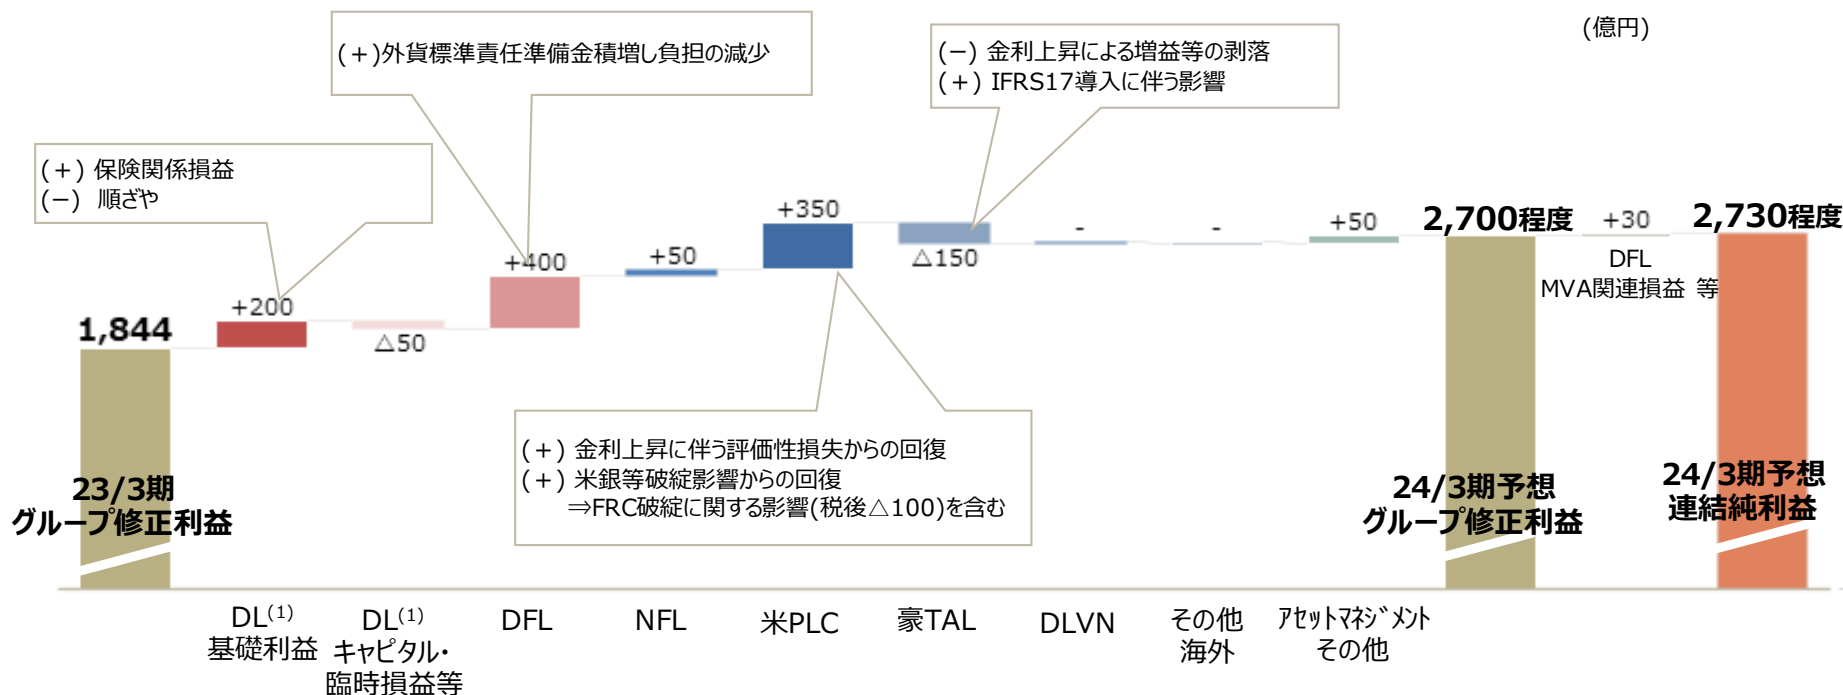 (億円)
(+)外貨標準責任準備金積増し負担の減少
(−) 金利上昇による増益等の剥落
(+) IFRS17導入に伴う影響
(+) 保険関係損益
(−) 順ざや
1,844
+200
△50
+400
+50
+350
△150
-
-
+50
2,700程度
+30
2,730程度
DFL
MVA関連損益 等
(+) 金利上昇に伴う評価性損失からの回復
(+) 米銀等破綻影響からの回復
⇒FRC破綻に関する影響(税後△100)を含む
23/3期
グループ修正利益
24/3期予想
グループ修正利益
24/3期予想
連結純利益
DL(1)
基礎利益
DL(1)
キャピタル・
臨時損益等
DFL
NFL
米PLC
豪TAL
DLVN
その他
海外
ｱｾｯﾄﾏﾈｼﾞﾒﾝﾄ
その他